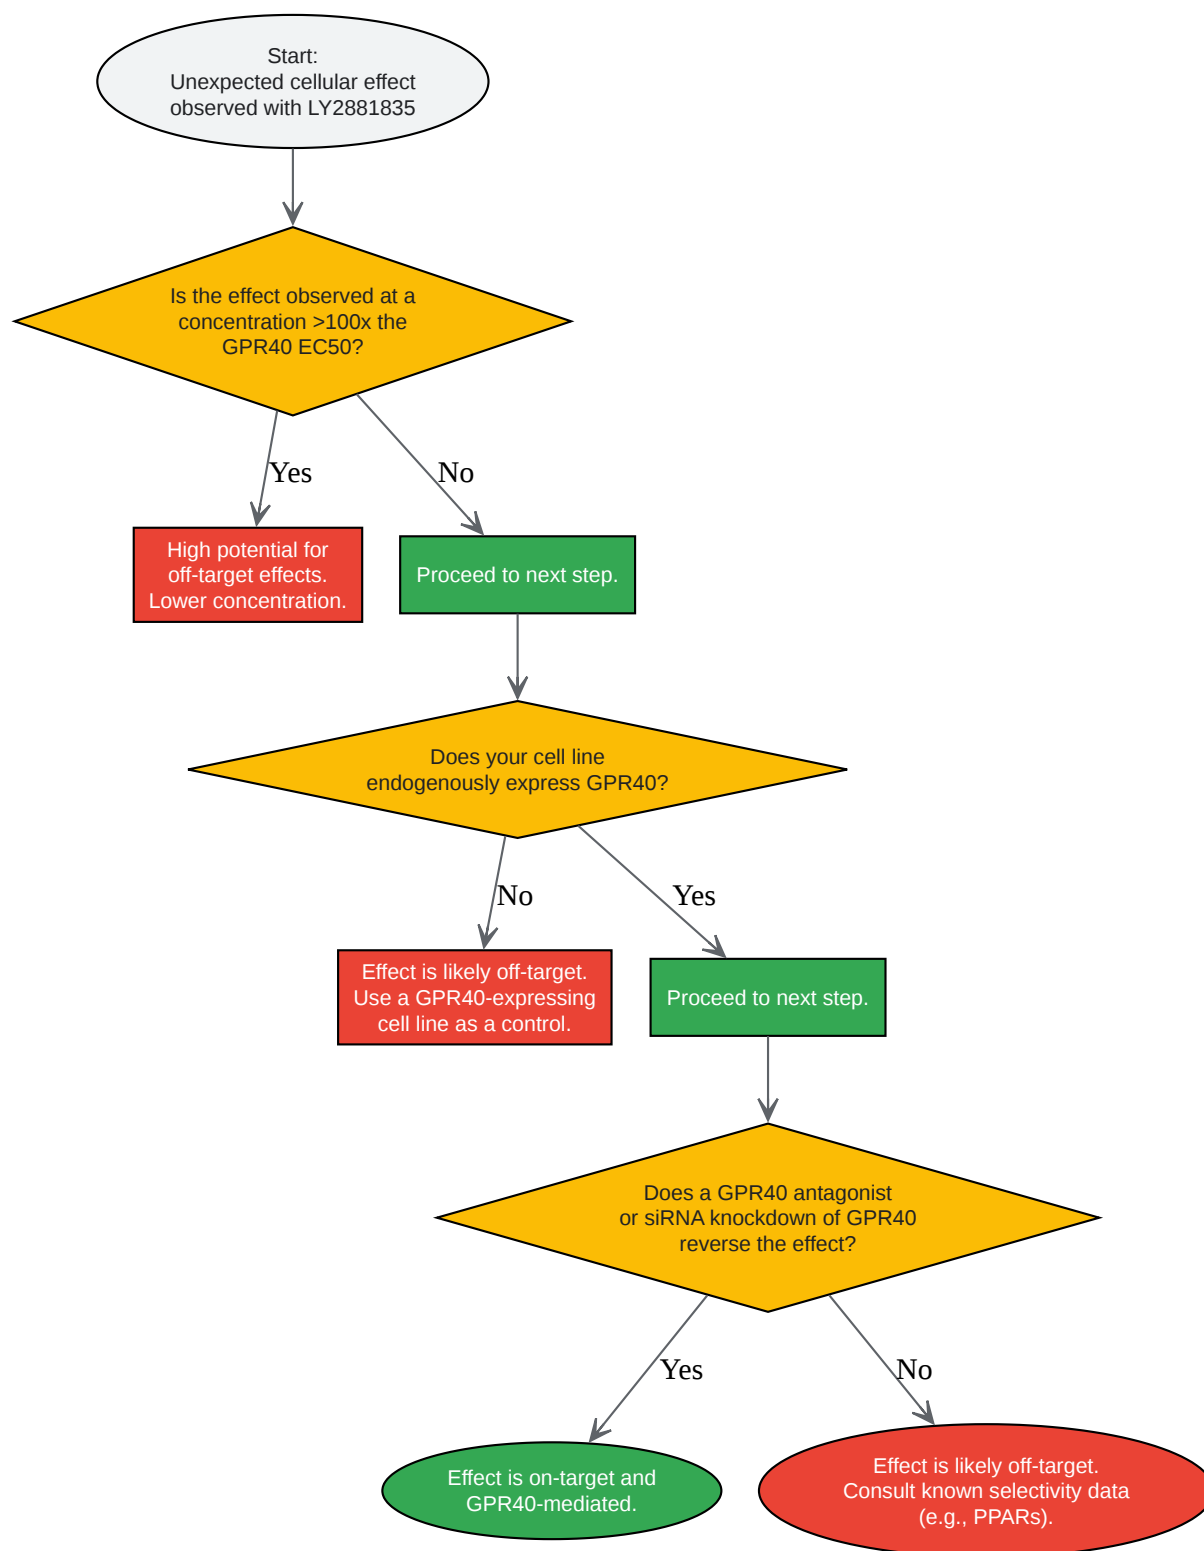 Start:
Unexpected cellular effect
observed with LY2881835
Is the effect observed at a
concentration >100x the
GPR40 EC50?
Yes
No
High potential for
off-target effects.
Lower concentration.
Proceed to next step.
Does your cell line
endogenously express GPR40?
No
Yes
Effect is likely off-target.
Use a GPR40-expressing
cell line as a control.
Proceed to next step.
Does a GPR40 antagonist
or siRNA knockdown of GPR40
reverse the effect?
Yes
No
Effect is on-target and
GPR40-mediated.
Effect is likely off-target.
Consult known selectivity data
(e.g., PPARs).